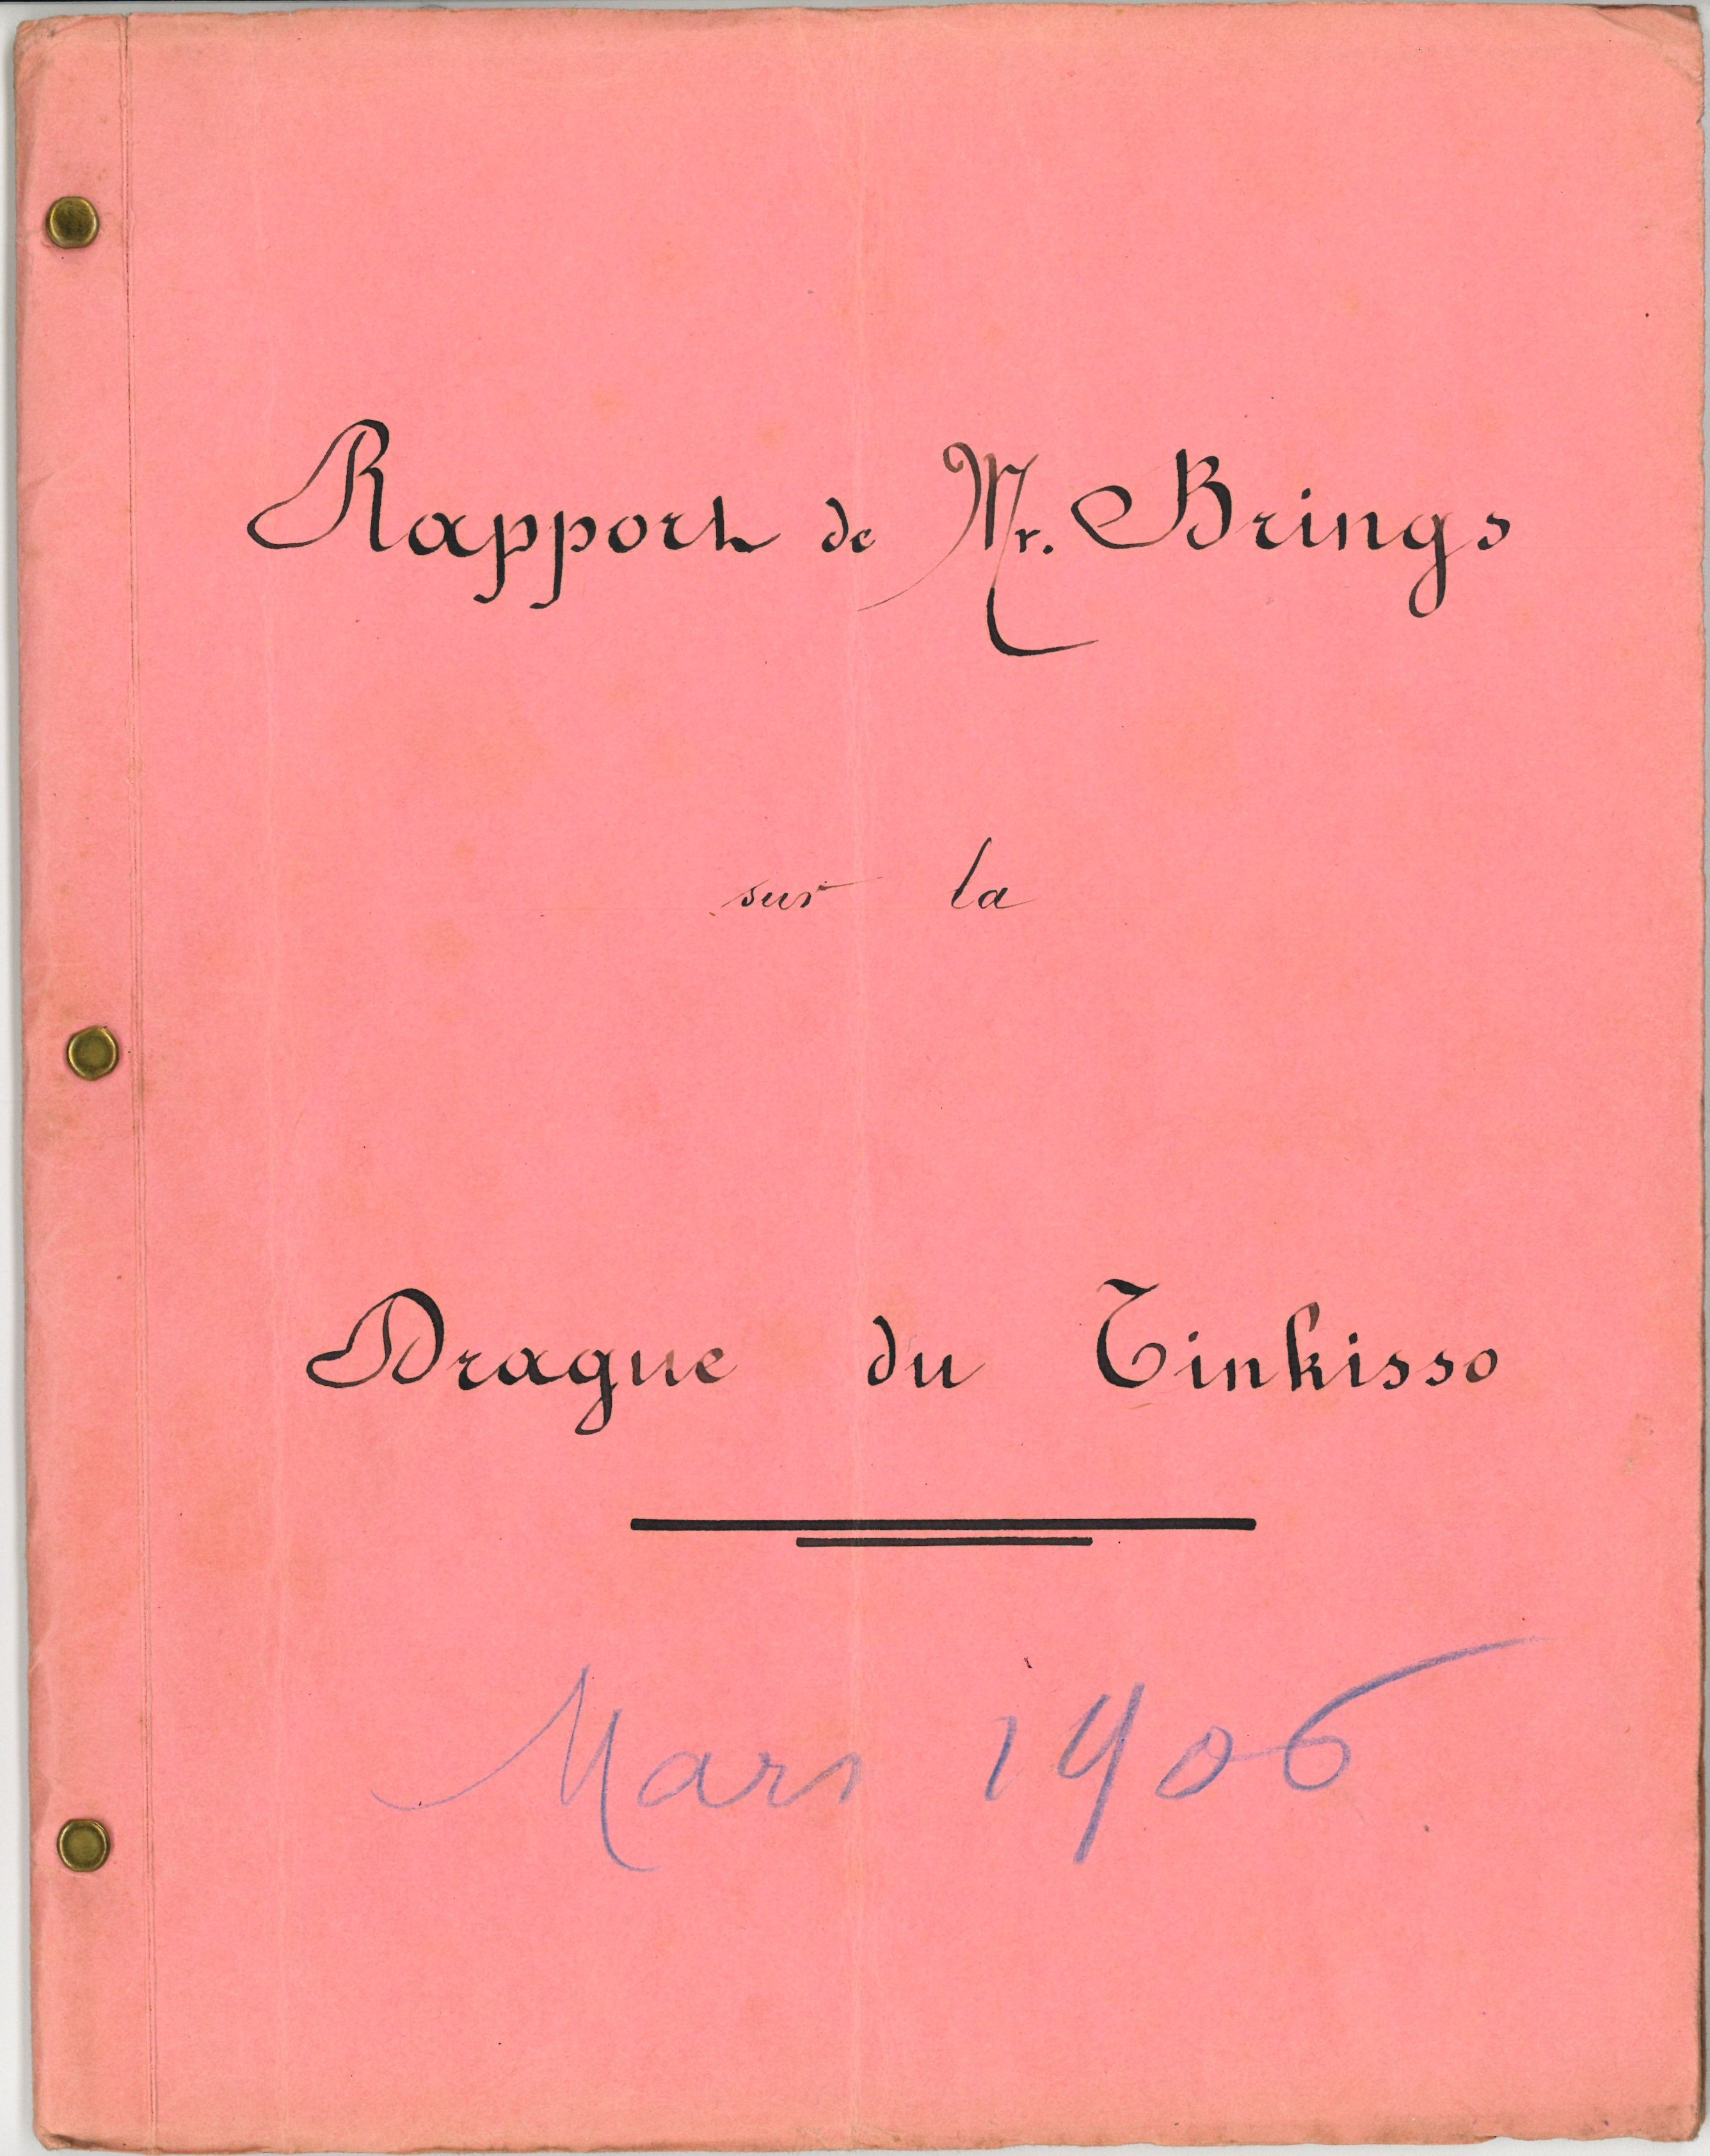 Rapport de Mr. Brings
sur la
Drague du Tinkisso
Mars 1906